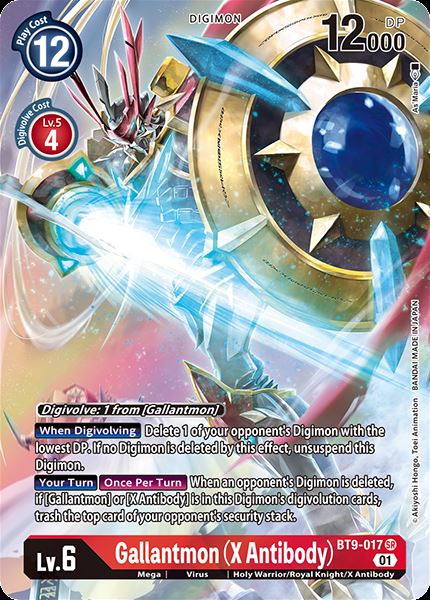 Play Cost
12
DIGIMON
DP
12000
Digivolve Cost
Lv.5
4
As'Maria
Digivolve: 1 from [Gallantmon]
When Digivolving Delete 1 of your opponent's Digimon with the
lowest DP. If no Digimon is deleted by this effect, unsuspend this
Digimon.
Your Turn Once Per Turn When an opponent's Digimon is deleted,
if [Gallantmon] or [X Antibody] is in this Digimon's digivolution cards,
trash the top card of your opponent's security stack.
©Akiyoshi Hongo, Toei Animation BANDAI MADE IN JAPAN
Lv.6
Gallantmon (X Antibody)
BT9-017 SR
01
Mega | Virus | Holy Warrior/Royal Knight/X Antibody